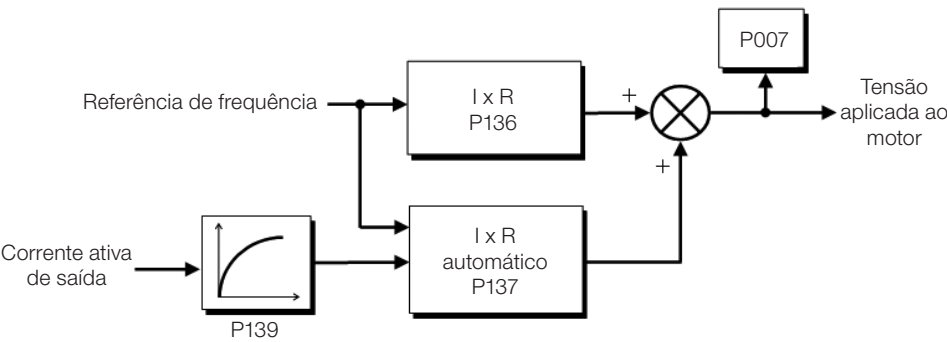 P007
Referência de frequência
I x R
P136
+
Tensão
aplicada ao
motor
+
Corrente ativa
de saída
P139
I x R
automático
P137